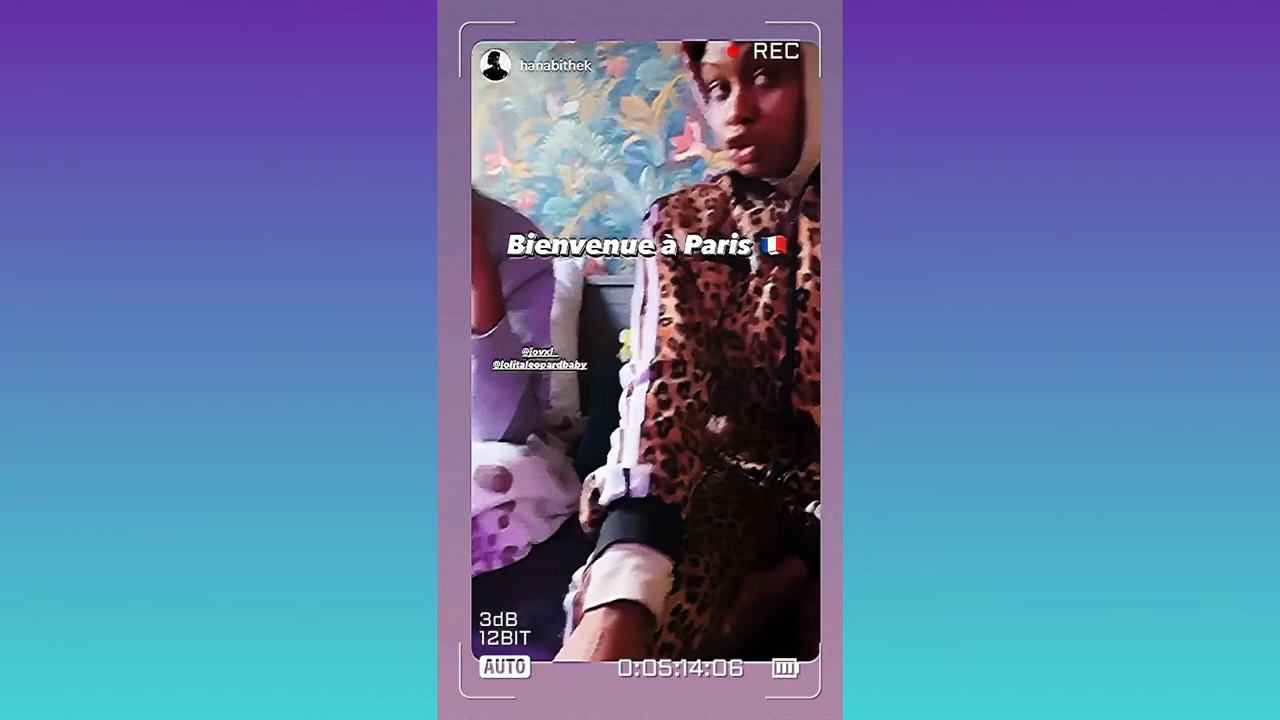 REC
hanabithek
Bienvenue à Paris 🇫🇷
@jovxl_
@lolitaleopardbaby
3dB
12BIT
AUTO
0:05:14:06